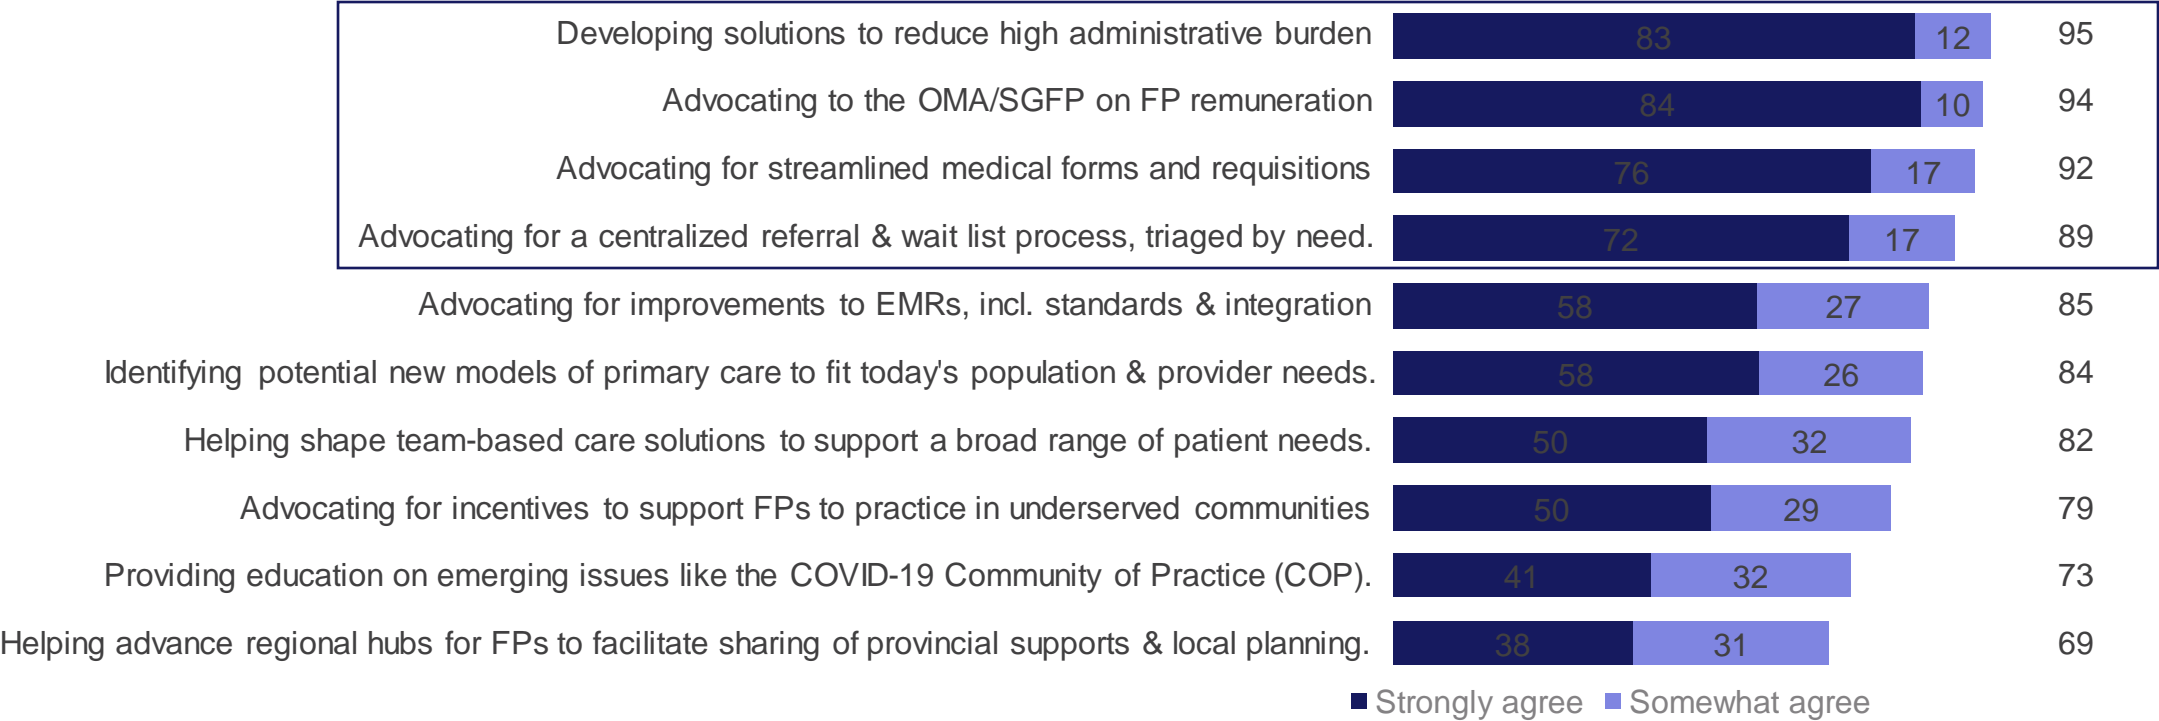 Developing solutions to reduce high administrative burden 83 12 95
Advocating to the OMA/SGFP on FP remuneration 84 10 94
Advocating for streamlined medical forms and requisitions 76 17 92
Advocating for a centralized referral & wait list process, triaged by need. 72 17 89
Advocating for improvements to EMRs, incl. standards & integration 58 27 85
Identifying potential new models of primary care to fit today's population & provider needs. 58 26 84
Helping shape team-based care solutions to support a broad range of patient needs. 50 32 82
Advocating for incentives to support FPs to practice in underserved communities 50 29 79
Providing education on emerging issues like the COVID-19 Community of Practice (COP). 41 32 73
Helping advance regional hubs for FPs to facilitate sharing of provincial supports & local planning. 38 31 69
Strongly agree Somewhat agree